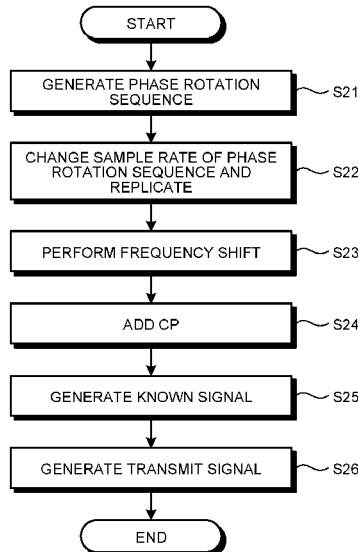 START
GENERATE PHASE ROTATION
SEQUENCE
S21
CHANGE SAMPLE RATE OF PHASE
ROTATION SEQUENCE AND
REPLICATE
S22
PERFORM FREQUENCY SHIFT
S23
ADD CP
S24
GENERATE KNOWN SIGNAL
S25
GENERATE TRANSMIT SIGNAL
S26
END